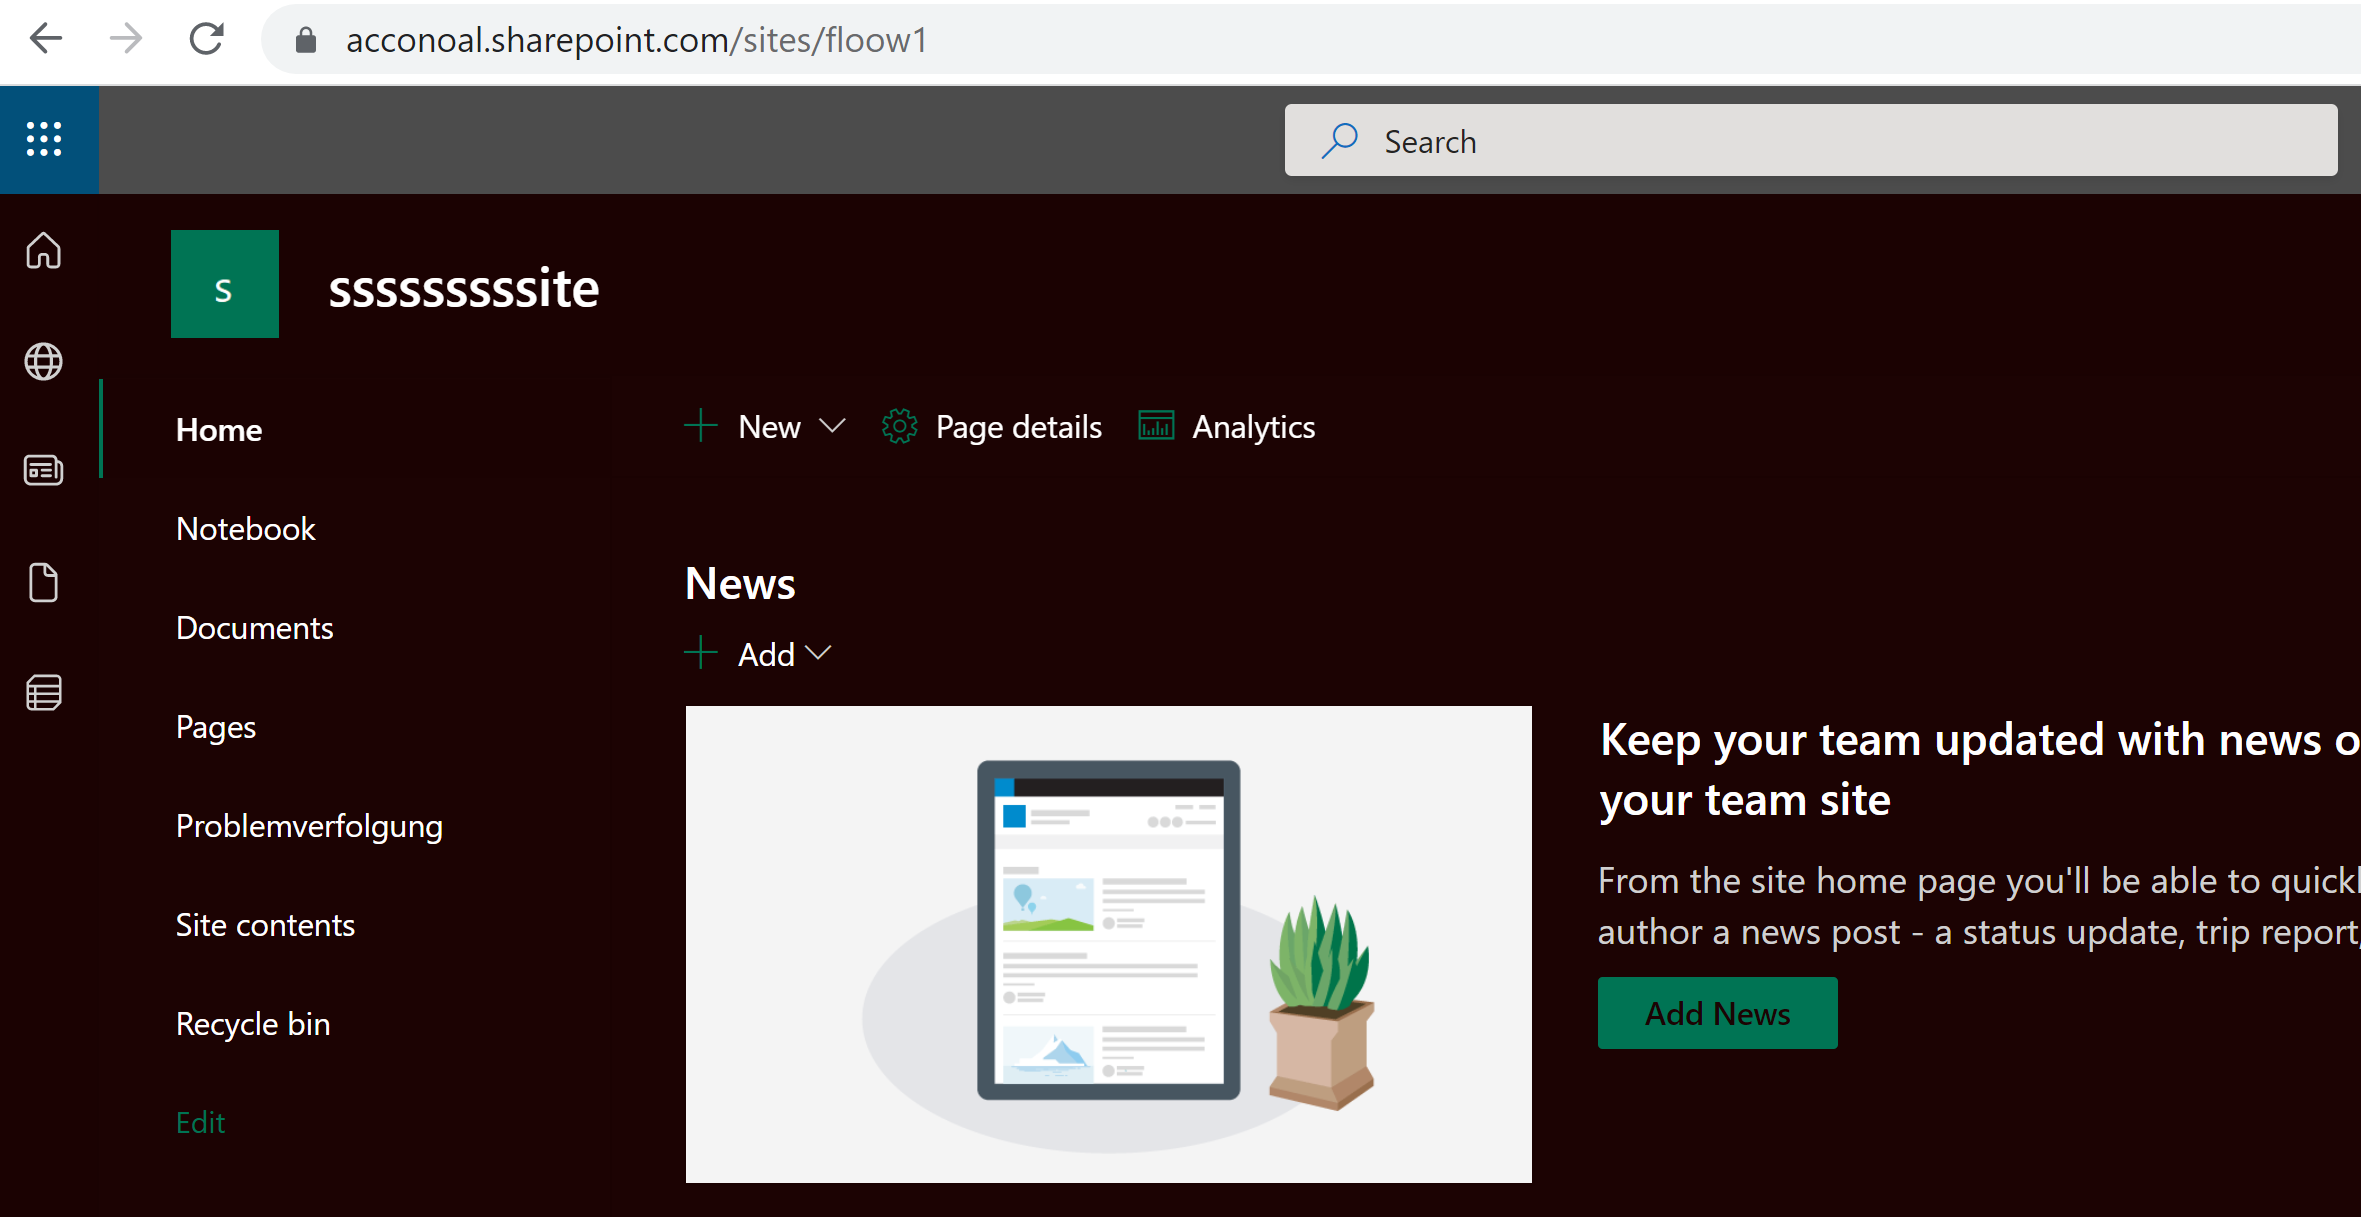 acconoal.sharepoint.com/sites/floow1
Search
s
sssssssssite
Home
Notebook
Documents
Pages
Problemverfolgung
Site contents
Recycle bin
Edit
New
Page details
Analytics
News
Add
Keep your team updated with news o
your team site
From the site home page you'll be able to quickl
author a news post - a status update, trip report,
Add News